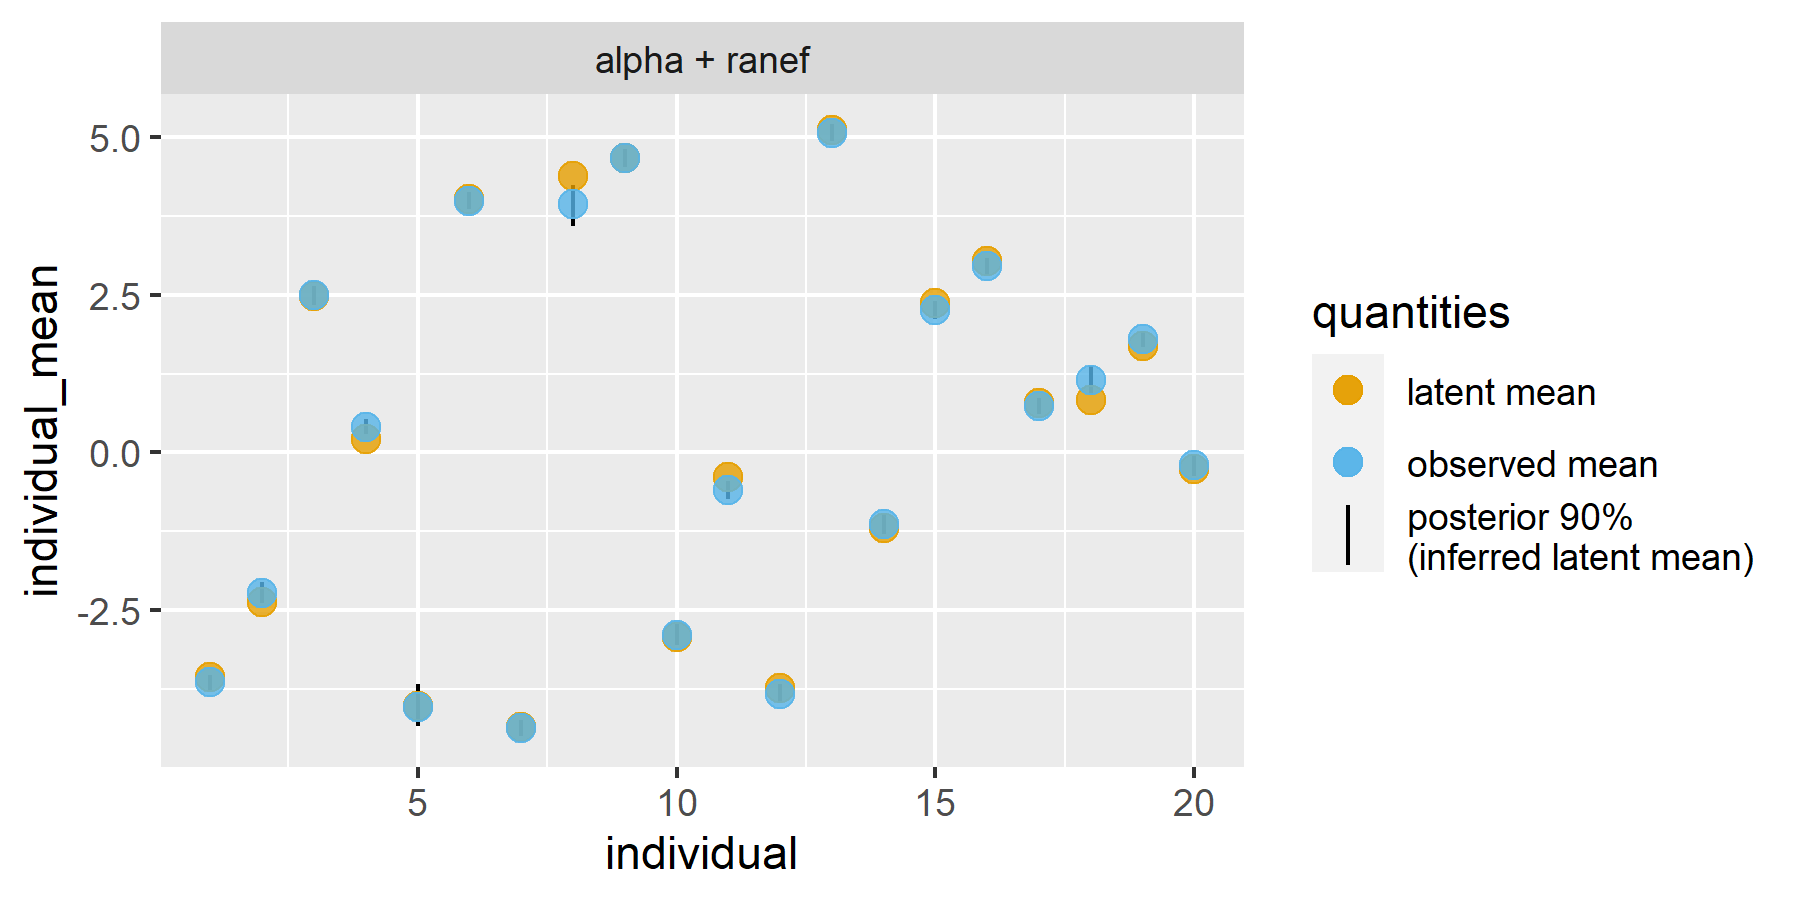 alpha + ranef
5.0
2.5
0.0
-2.5
individual_mean
5
10
15
20
individual
quantities
latent mean
observed mean
posterior 90%
(inferred latent mean)